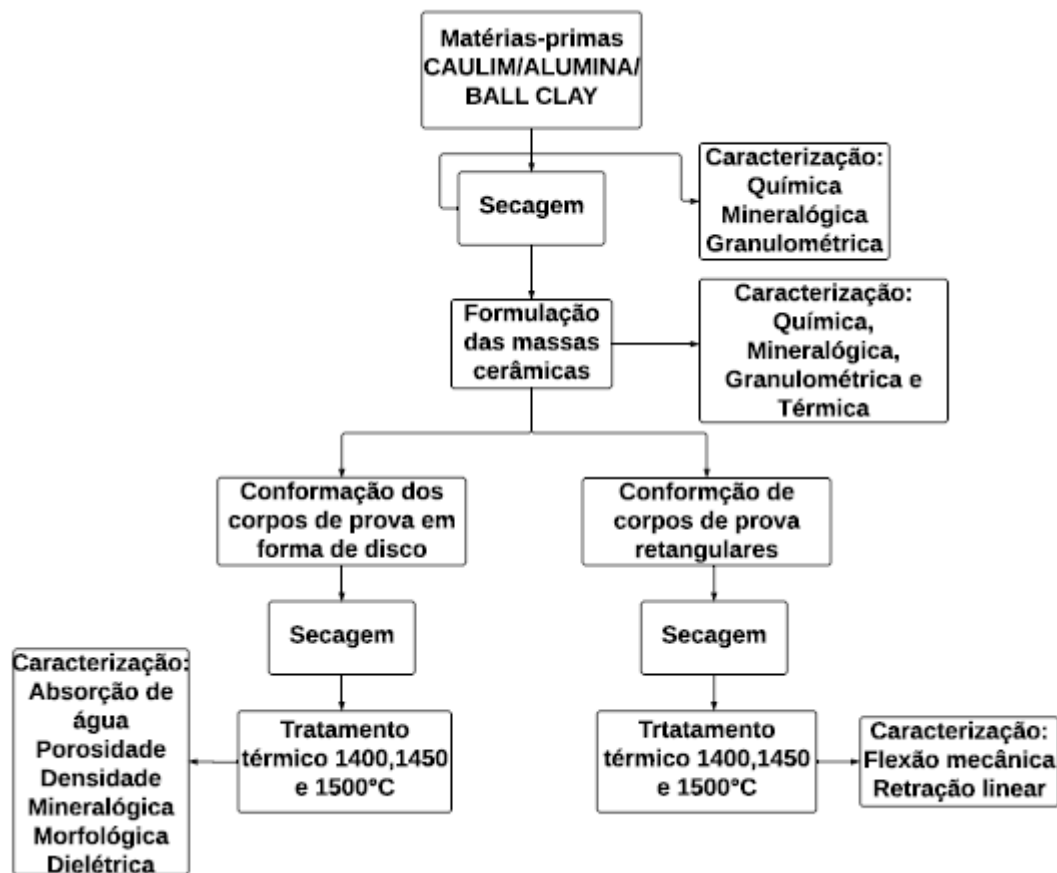 Matérias-primas
CAULIM/ALUMINA/
BALL CLAY
Caracterização:
Química
Mineralógica
Granulométrica
Secagem
Formulação
das massas
cerâmicas
Caracterização:
Química,
Mineralógica,
Granulométrica e
Térmica
Conformação dos
corpos de prova em
forma de disco
Conformção de
corpos de prova
retangulares
Secagem
Secagem
Caracterização:
Absorção de
água
Porosidade
Densidade
Mineralógica
Morfológica
Dielétrica
Tratamento
térmico 1400,1450
e 1500°C
Trtatamento
térmico 1400,1450
e 1500°C
Caracterização:
Flexão mecânica
Retração linear